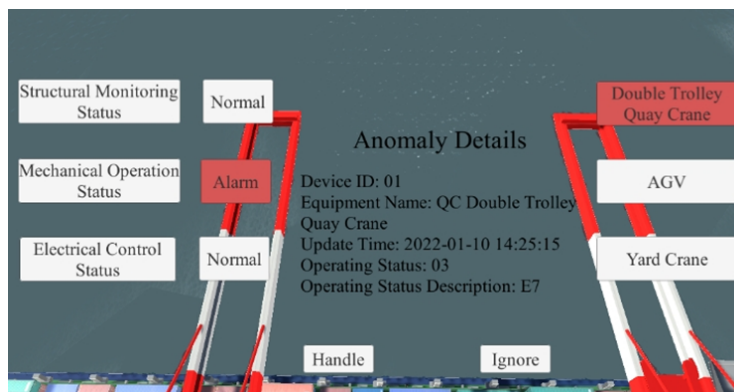 Structural Monitoring
Status
Normal
Mechanical Operation
Status
Alarm
Electrical Control
Status
Normal
Anomaly Details
Device ID: 01
Equipment Name: QC Double Trolley
Quay Crane
Update Time: 2022-01-10 14:25:15
Operating Status: 03
Operating Status Description: E7
Handle
Ignore
Double Trolley
Quay Crane
AGV
Yard Crane